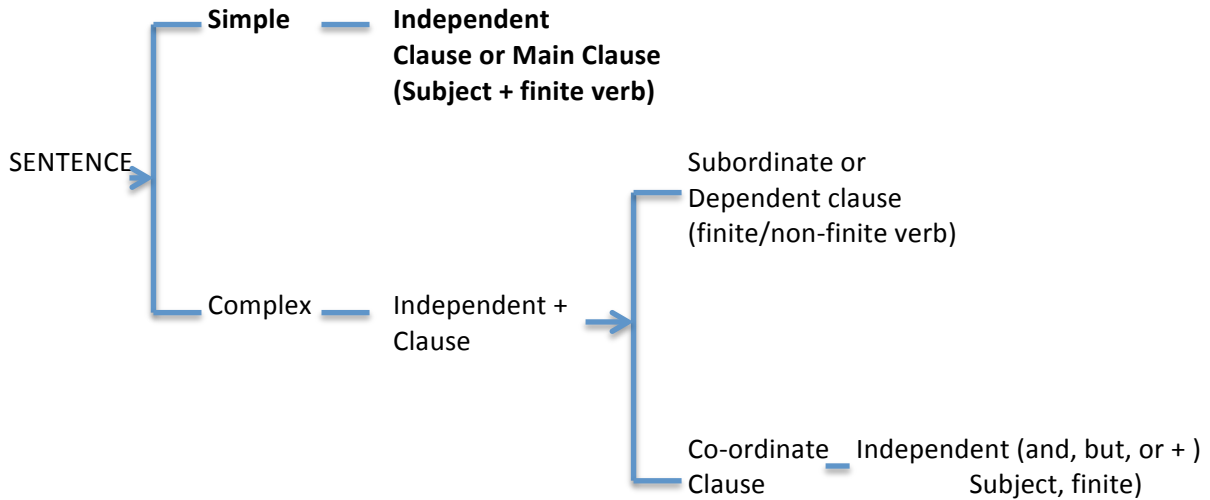 Simple
Independent
Clause or Main Clause
(Subject + finite verb)
SENTENCE
Subordinate or
Dependent clause
(finite/non-finite verb)
Complex
Independent +
Clause
Co-ordinate
Clause
Independent (and, but, or + )
Subject, finite)